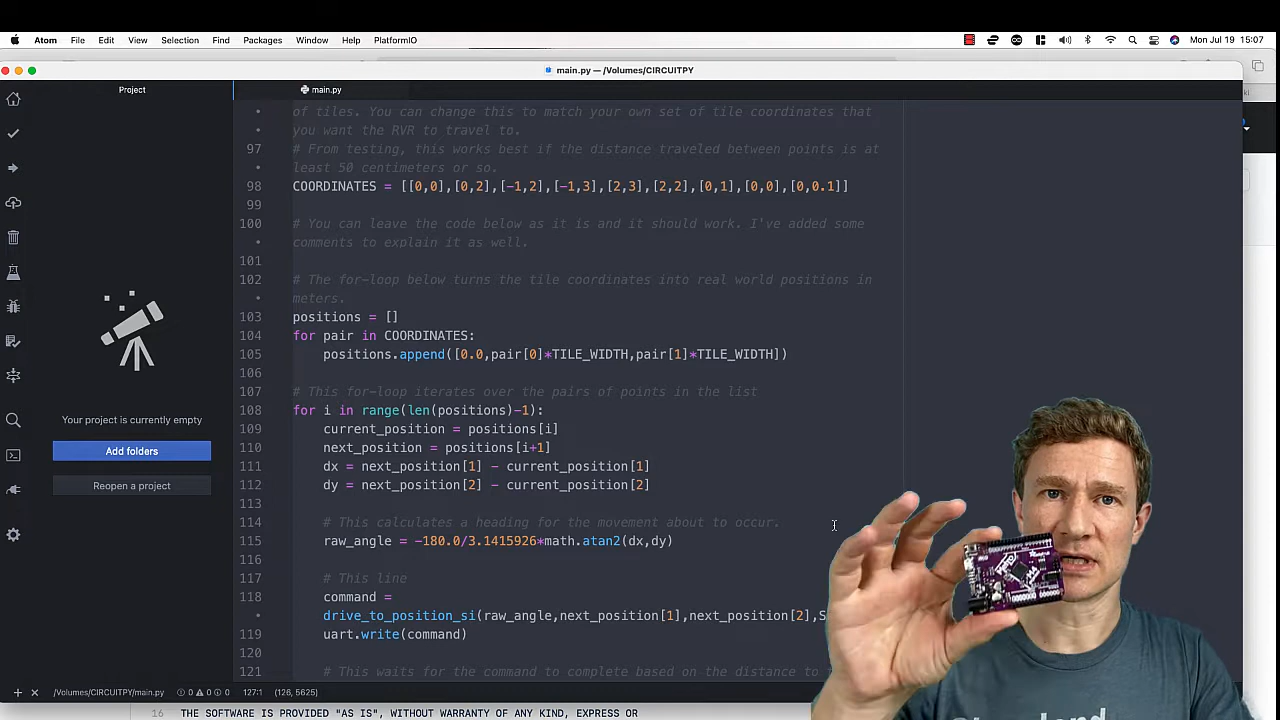 Atom File Edit View Selection Find Packages Window Help PlatformIO Mon Jul 19 15:07
main.py — /Volumes/CIRCUITPY
Project
main.py
of tiles. You can change this to match your own set of tile coordinates that
you want the RVR to travel to.
97 # From testing, this works best if the distance traveled between points is at
least 50 centimeters or so.
98 COORDINATES = [[0,0],[0,2],[-1,2],[-1,3],[2,3],[2,2],[0,1],[0,0],[0,0.1]]
99
100 # You can leave the code below as it is and it should work. I've added some
comments to explain it as well.
101
102 # The for-loop below turns the tile coordinates into real world positions in
meters.
103 positions = []
104 for pair in COORDINATES:
105 positions.append([0.0,pair[0]*TILE_WIDTH,pair[1]*TILE_WIDTH])
106
107 # This for-loop iterates over the pairs of points in the list
108 for i in range(len(positions)-1):
109 current_position = positions[i]
110 next_position = positions[i+1]
111 dx = next_position[1] - current_position[1]
112 dy = next_position[2] - current_position[2]
113
114 # This calculates a heading for the movement about to occur.
115 raw_angle = -180.0/3.1415926*math.atan2(dx,dy)
116
117 # This line
118 command =
drive_to_position_si(raw_angle,next_position[1],next_position[2],S
119 uart.write(command)
120
121 # This waits for the command to complete based on the distance to
Your project is currently empty
Add folders
Reopen a project
/Volumes/CIRCUITPY/main.py 0 0 0 127:1 (126, 5625)
16 THE SOFTWARE IS PROVIDED "AS IS", WITHOUT WARRANTY OF ANY KIND, EXPRESS OR
Standard